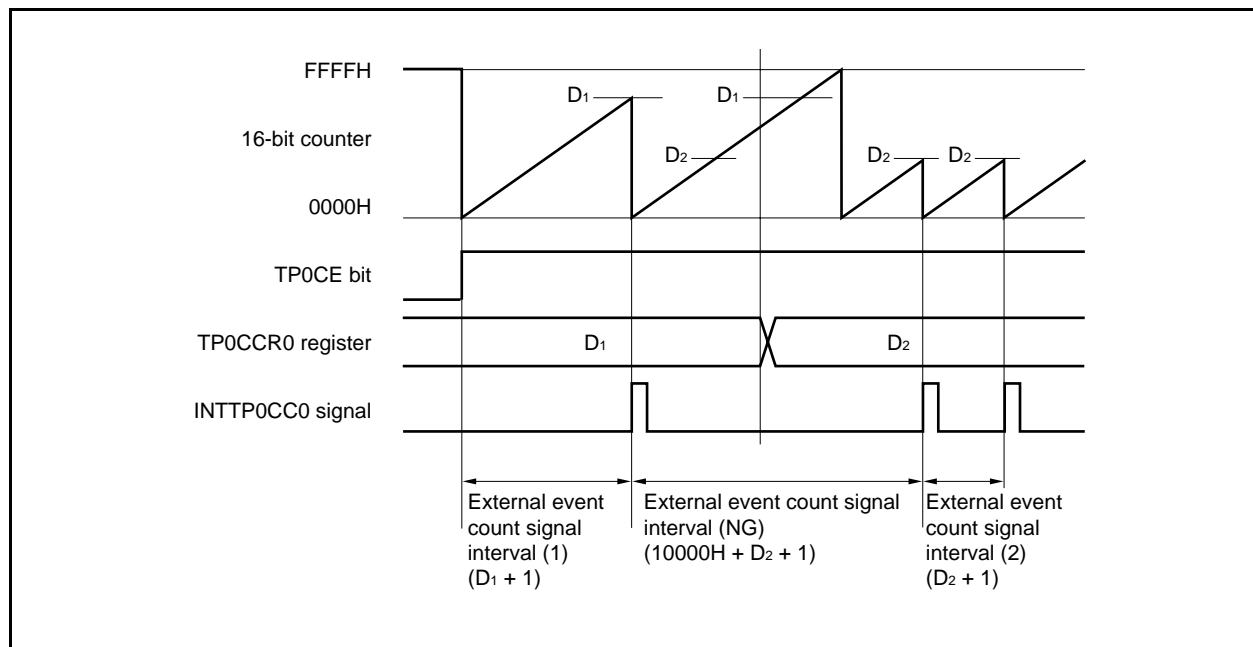 FFFFH
D1
D1
16-bit counter
D2
D2
D2
0000H
TP0CE bit
TP0CCR0 register
D1
D2
INTTP0CC0 signal
External event
count signal
interval (1)
(D1 + 1)
External event count signal
interval (NG)
(10000H + D2 + 1)
External event
count signal
interval (2)
(D2 + 1)